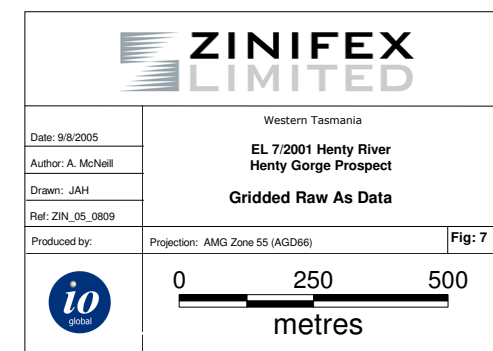 ZINIFEX
LIMITED
Date: 9/8/2005
Author: A. McNeill
Drawn: JAH
Ref: ZIN_05_0809
Western Tasmania
EL 7/2001 Henty River
Henty Gorge Prospect
Gridded Raw As Data
Produced by:
Projection: AMG Zone 55 (AGD66)
Fig: 7
io
global
0 250 500
metres